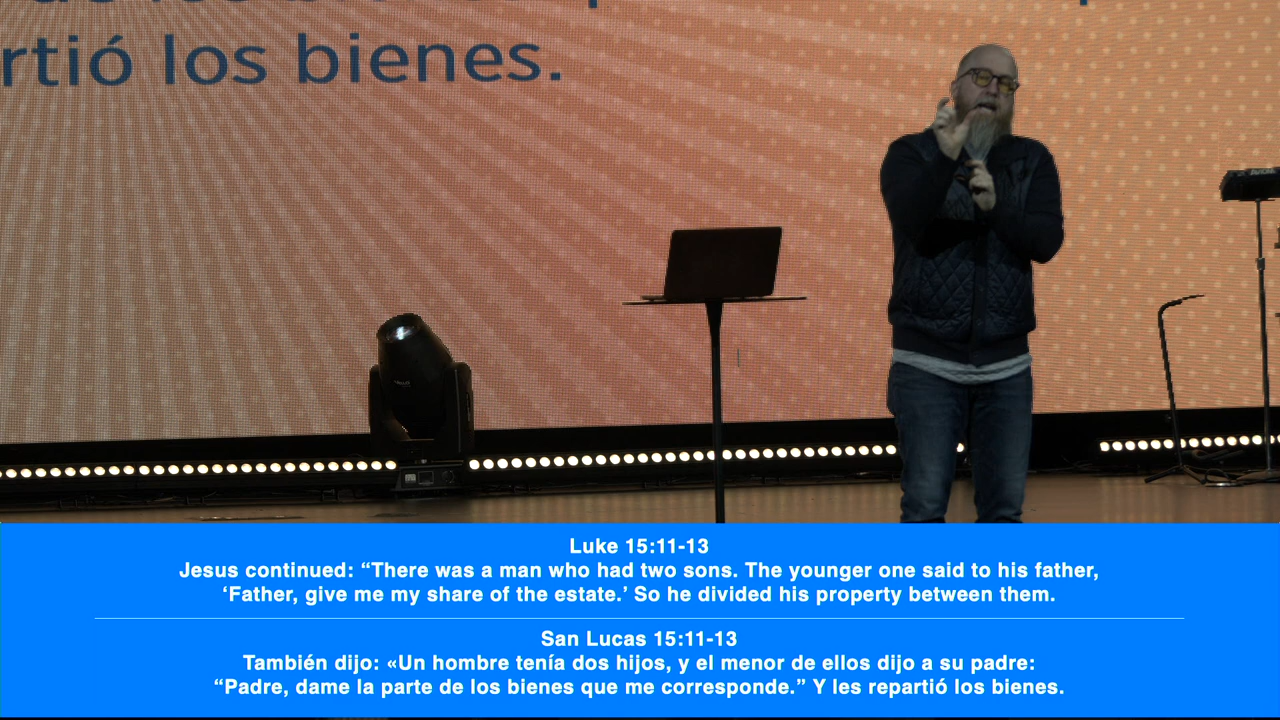 rtió los bienes.
Luke 15:11-13
Jesus continued: “There was a man who had two sons. The younger one said to his father,
‘Father, give me my share of the estate.’ So he divided his property between them.
San Lucas 15:11-13
También dijo: «Un hombre tenía dos hijos, y el menor de ellos dijo a su padre:
“Padre, dame la parte de los bienes que me corresponde.” Y les repartió los bienes.